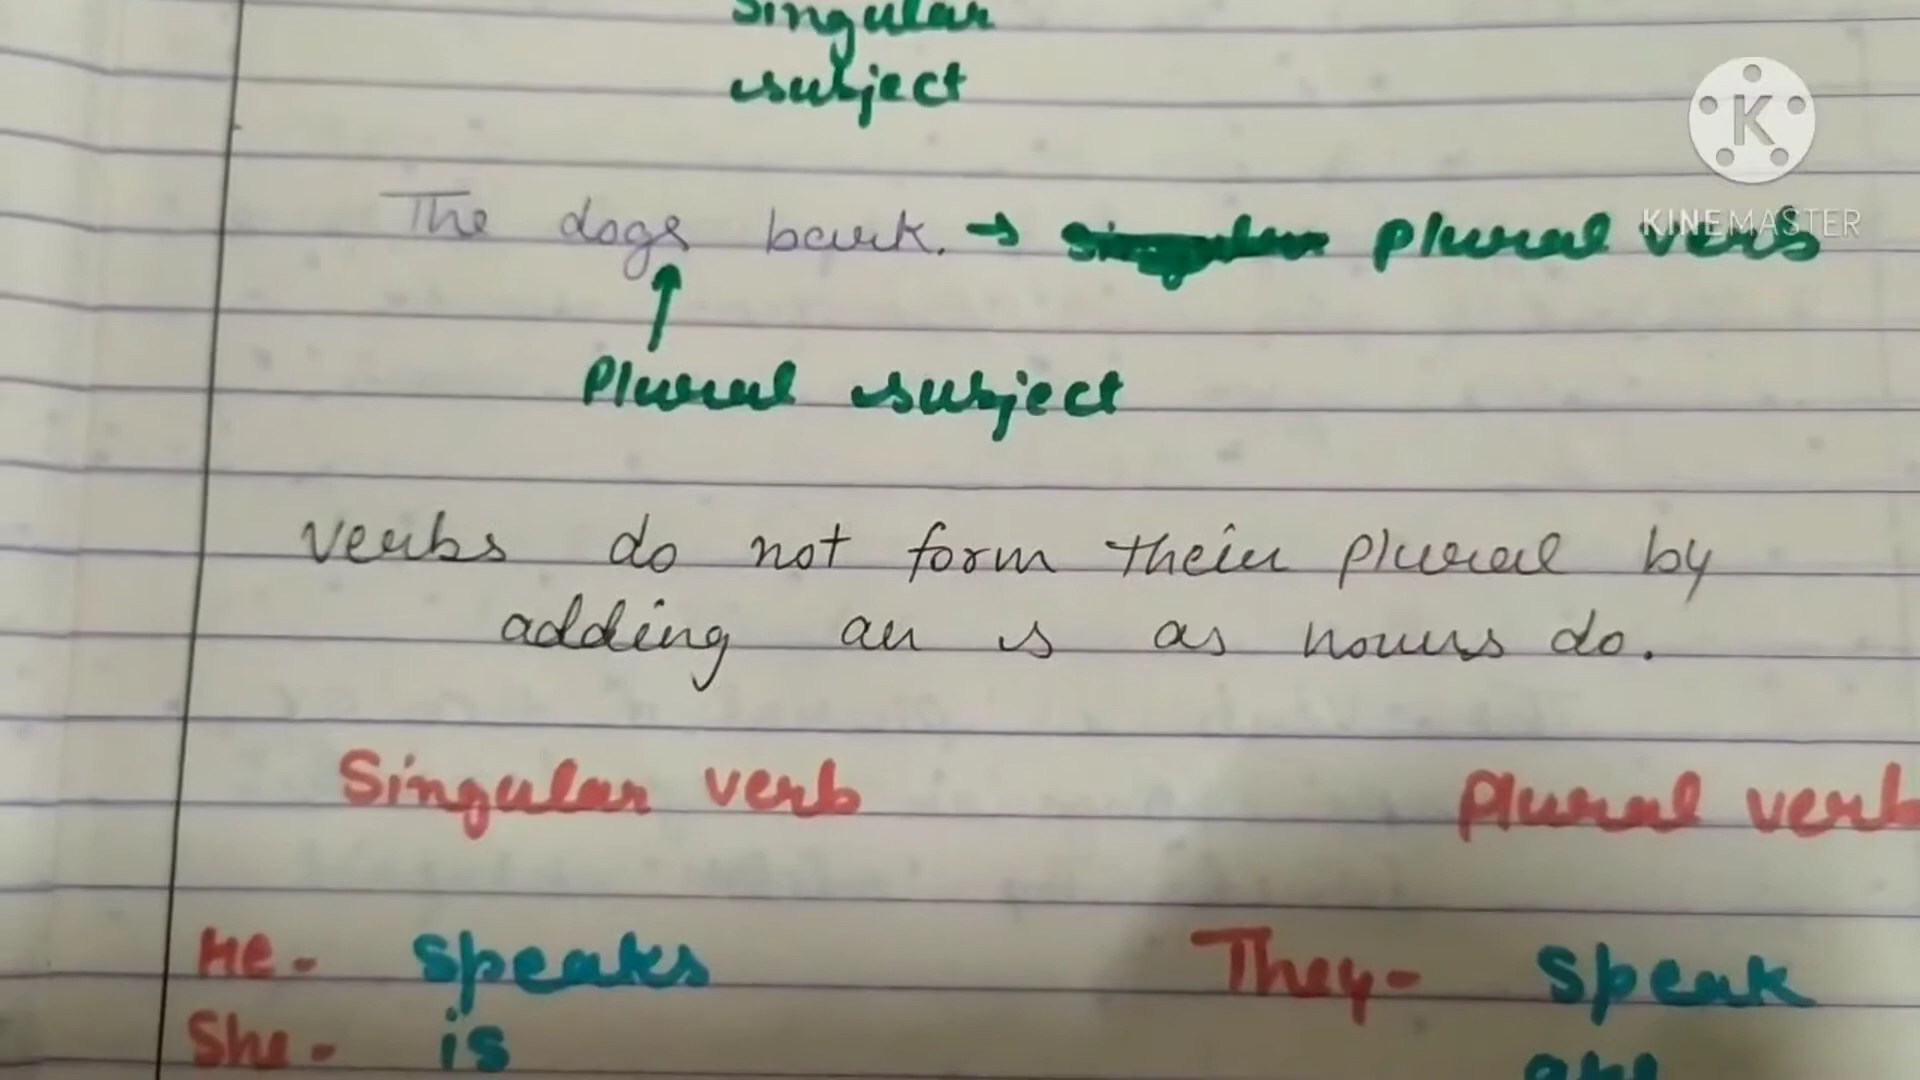 Singular
subject
The dogs bark. → plural verb
Plural subject
verbs do not form their plural by
adding an s as nouns do.
Singular verb Plural verb
He - speaks They - speak
She - is are
KINEMASTER